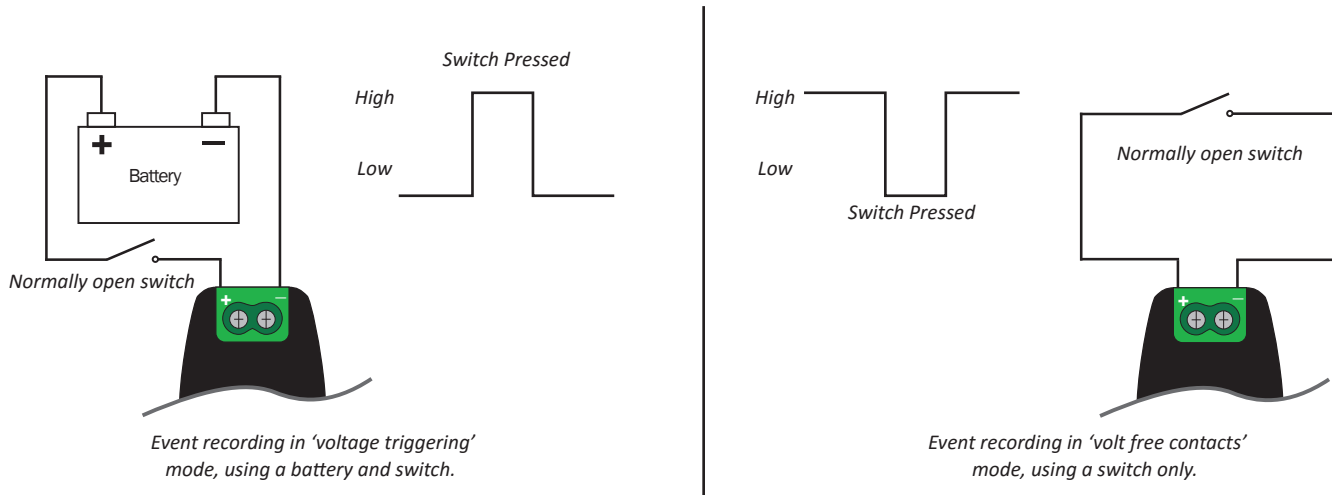 Switch Pressed
High
Low
+ −
Battery
Normally open switch
+ −
Event recording in ‘voltage triggering’
mode, using a battery and switch.
High
Low
Switch Pressed
Normally open switch
+ −
Event recording in ‘volt free contacts’
mode, using a switch only.